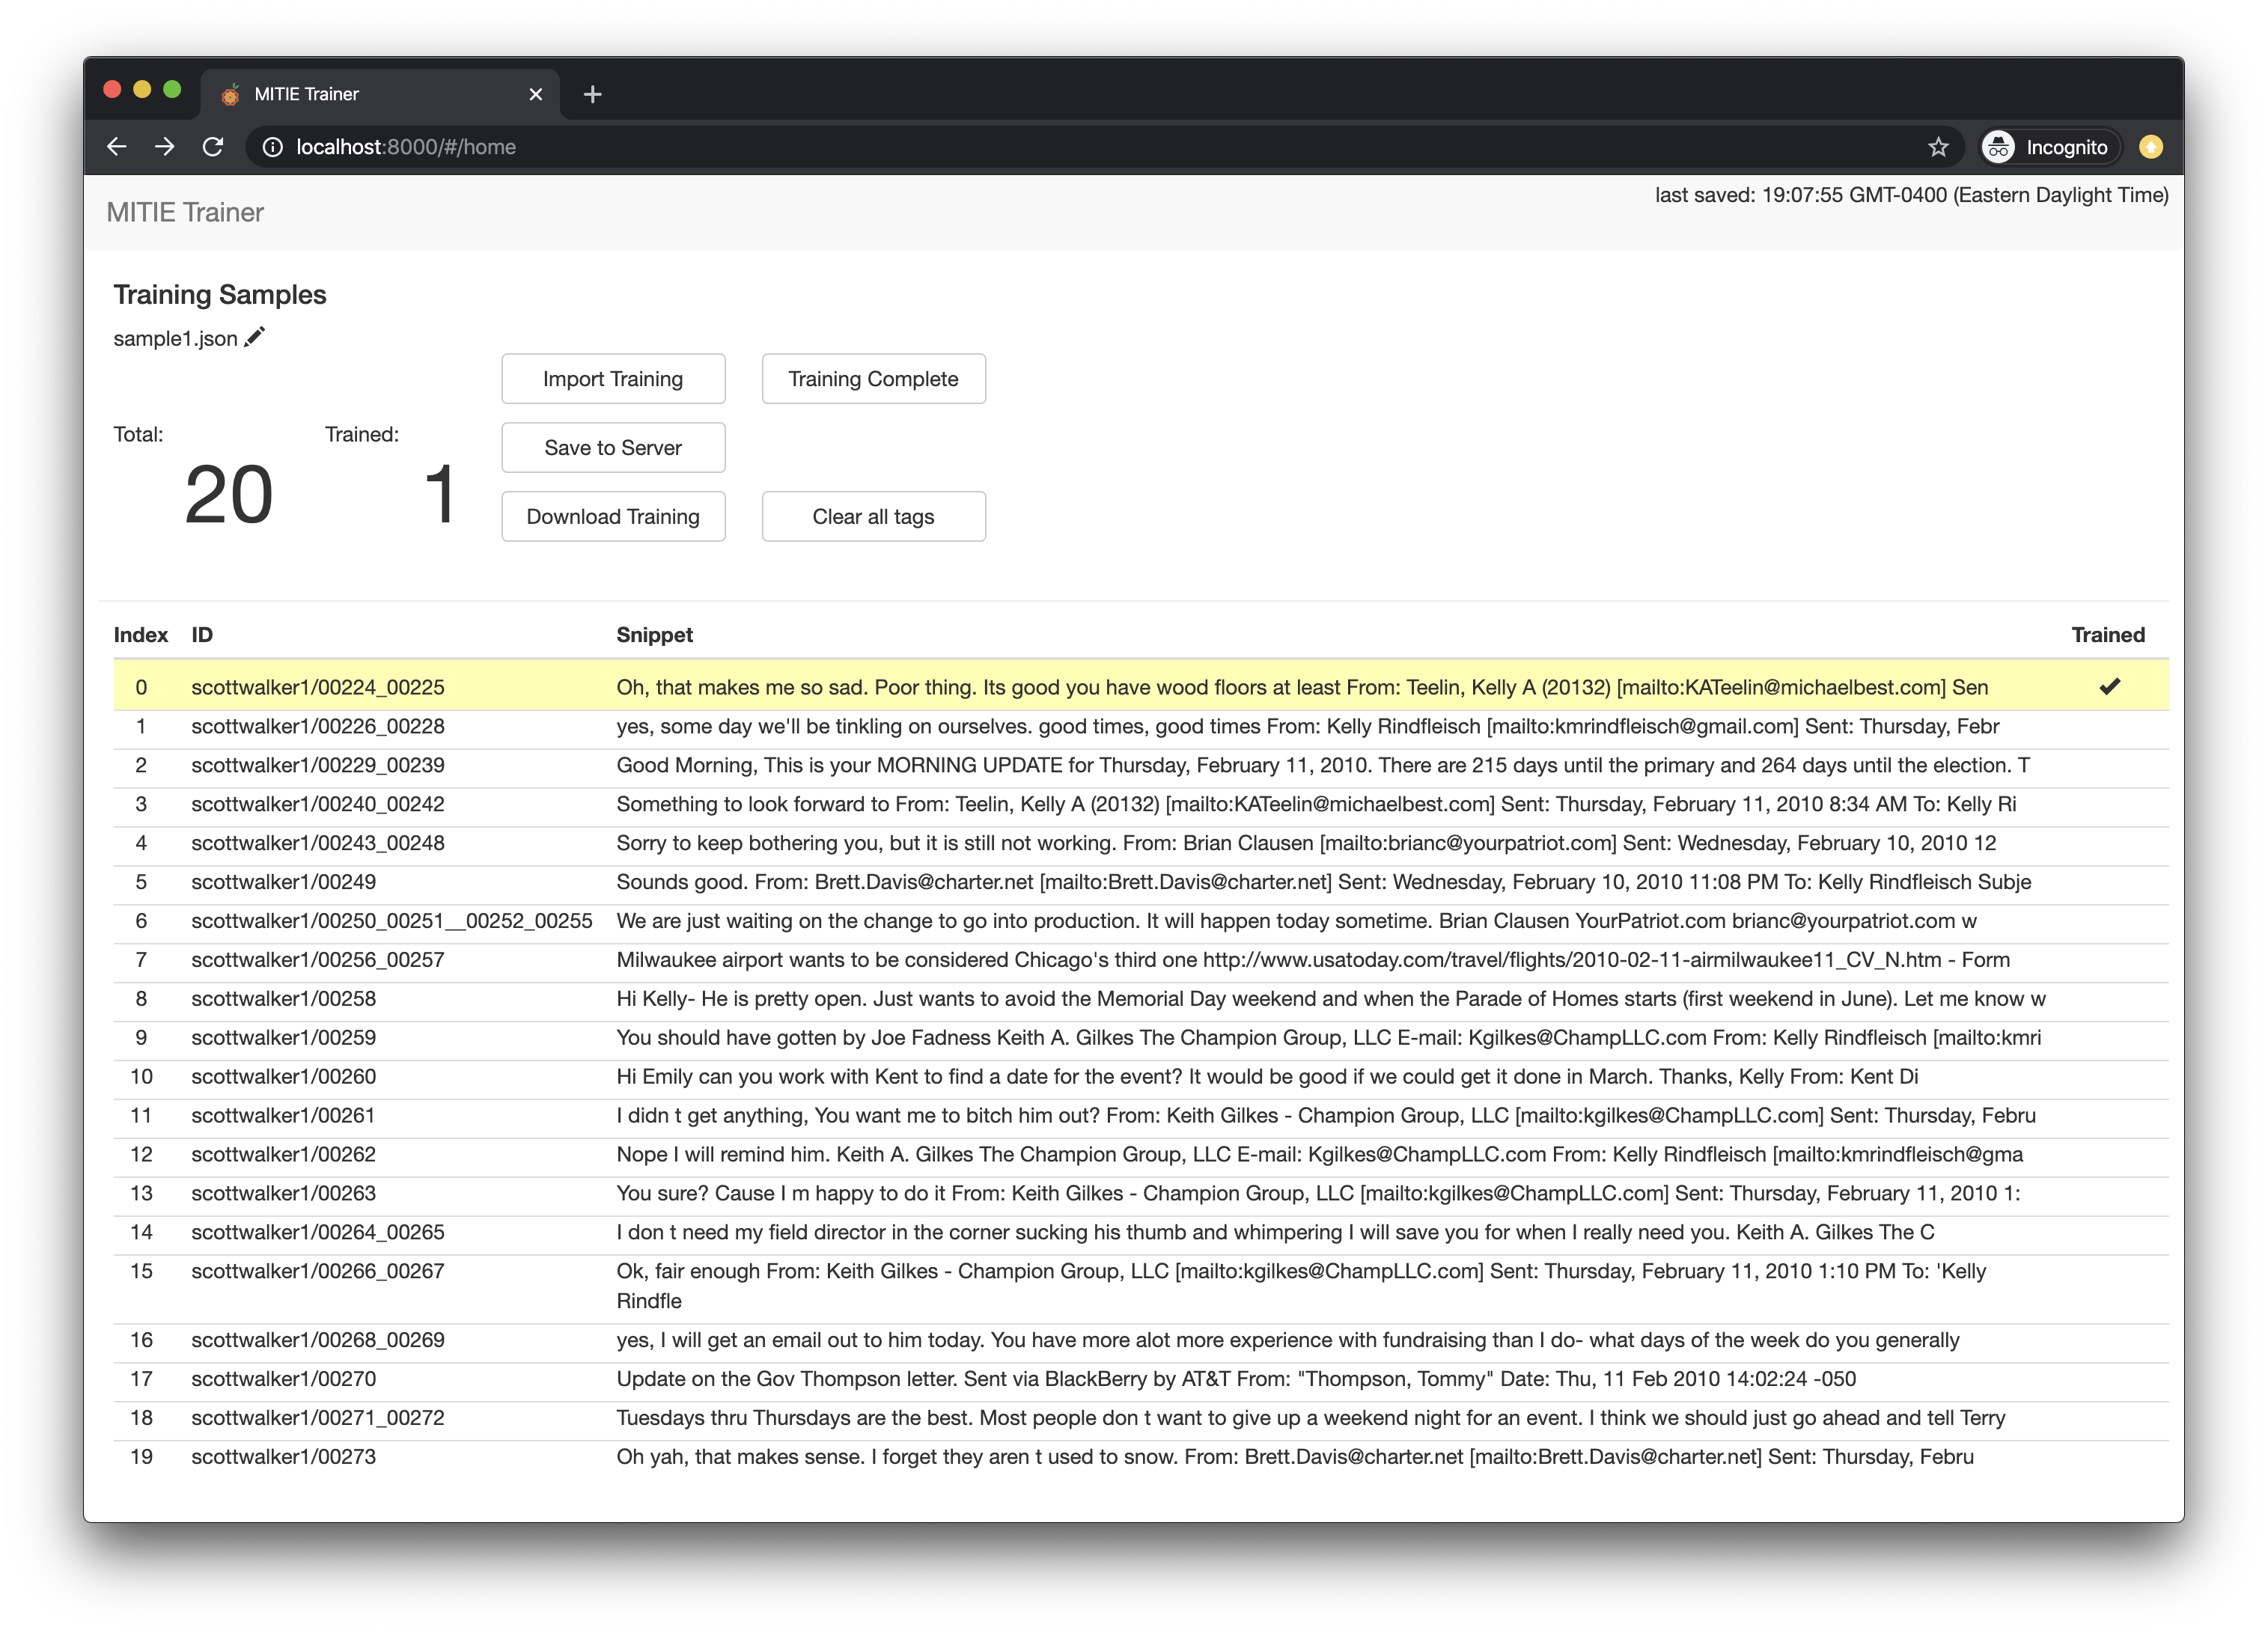 MITIE Trainer
localhost:8000/#/home
Incognito
MITIE Trainer
last saved: 19:07:55 GMT-0400 (Eastern Daylight Time)
Training Samples
sample1.json
Import Training Training Complete
Total: Trained:
Save to Server
20 1
Download Training Clear all tags
Index ID Snippet Trained
0 scottwalker1/00224_00225 Oh, that makes me so sad. Poor thing. Its good you have wood floors at least From: Teelin, Kelly A (20132) [mailto:KATeelin@michaelbest.com] Sen
1 scottwalker1/00226_00228 yes, some day we'll be tinkling on ourselves. good times, good times From: Kelly Rindfleisch [mailto:kmrindfleisch@gmail.com] Sent: Thursday, Febr
2 scottwalker1/00229_00239 Good Morning, This is your MORNING UPDATE for Thursday, February 11, 2010. There are 215 days until the primary and 264 days until the election. T
3 scottwalker1/00240_00242 Something to look forward to From: Teelin, Kelly A (20132) [mailto:KATeelin@michaelbest.com] Sent: Thursday, February 11, 2010 8:34 AM To: Kelly Ri
4 scottwalker1/00243_00248 Sorry to keep bothering you, but it is still not working. From: Brian Clausen [mailto:brianc@yourpatriot.com] Sent: Wednesday, February 10, 2010 12
5 scottwalker1/00249 Sounds good. From: Brett.Davis@charter.net [mailto:Brett.Davis@charter.net] Sent: Wednesday, February 10, 2010 11:08 PM To: Kelly Rindfleisch Subje
6 scottwalker1/00250_00251__00252_00255 We are just waiting on the change to go into production. It will happen today sometime. Brian Clausen YourPatriot.com brianc@yourpatriot.com w
7 scottwalker1/00256_00257 Milwaukee airport wants to be considered Chicago's third one http://www.usatoday.com/travel/flights/2010-02-11-airmilwaukee11_CV_N.htm - Form
8 scottwalker1/00258 Hi Kelly- He is pretty open. Just wants to avoid the Memorial Day weekend and when the Parade of Homes starts (first weekend in June). Let me know w
9 scottwalker1/00259 You should have gotten by Joe Fadness Keith A. Gilkes The Champion Group, LLC E-mail: Kgilkes@ChampLLC.com From: Kelly Rindfleisch [mailto:kmri
10 scottwalker1/00260 Hi Emily can you work with Kent to find a date for the event? It would be good if we could get it done in March. Thanks, Kelly From: Kent Di
11 scottwalker1/00261 I didn t get anything, You want me to bitch him out? From: Keith Gilkes - Champion Group, LLC [mailto:kgilkes@ChampLLC.com] Sent: Thursday, Febru
12 scottwalker1/00262 Nope I will remind him. Keith A. Gilkes The Champion Group, LLC E-mail: Kgilkes@ChampLLC.com From: Kelly Rindfleisch [mailto:kmrindfleisch@gma
13 scottwalker1/00263 You sure? Cause I m happy to do it From: Keith Gilkes - Champion Group, LLC [mailto:kgilkes@ChampLLC.com] Sent: Thursday, February 11, 2010 1:
14 scottwalker1/00264_00265 I don t need my field director in the corner sucking his thumb and whimpering I will save you for when I really need you. Keith A. Gilkes The C
15 scottwalker1/00266_00267 Ok, fair enough From: Keith Gilkes - Champion Group, LLC [mailto:kgilkes@ChampLLC.com] Sent: Thursday, February 11, 2010 1:10 PM To: 'Kelly
Rindfle
16 scottwalker1/00268_00269 yes, I will get an email out to him today. You have more alot more experience with fundraising than I do- what days of the week do you generally
17 scottwalker1/00270 Update on the Gov Thompson letter. Sent via BlackBerry by AT&T From: "Thompson, Tommy" Date: Thu, 11 Feb 2010 14:02:24 -050
18 scottwalker1/00271_00272 Tuesdays thru Thursdays are the best. Most people don t want to give up a weekend night for an event. I think we should just go ahead and tell Terry
19 scottwalker1/00273 Oh yah, that makes sense. I forget they aren t used to snow. From: Brett.Davis@charter.net [mailto:Brett.Davis@charter.net] Sent: Thursday, Febru